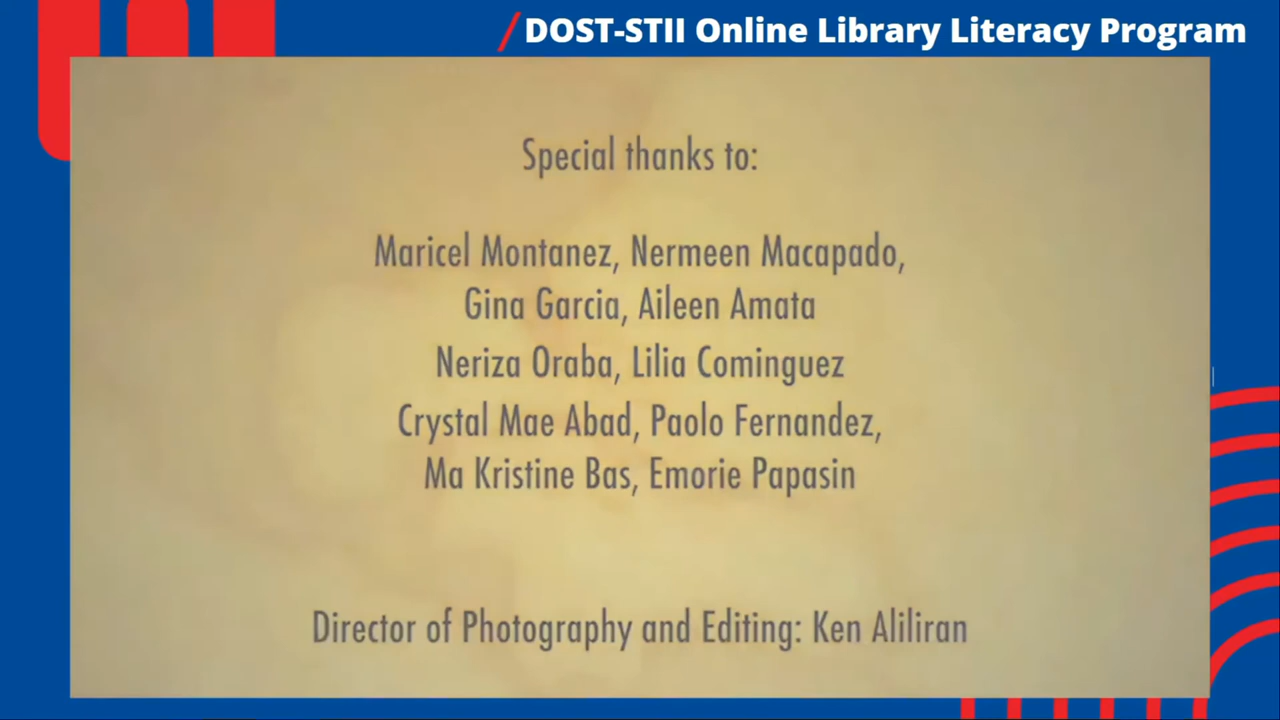 /DOST-STII Online Library Literacy Program
Special thanks to:
Maricel Montanez, Nermeen Macapado,
Gina Garcia, Aileen Amata
Neriza Oraba, Lilia Cominguez
Crystal Mae Abad, Paolo Fernandez,
Ma Kristine Bas, Emorie Papasin
Director of Photography and Editing: Ken Aliliran